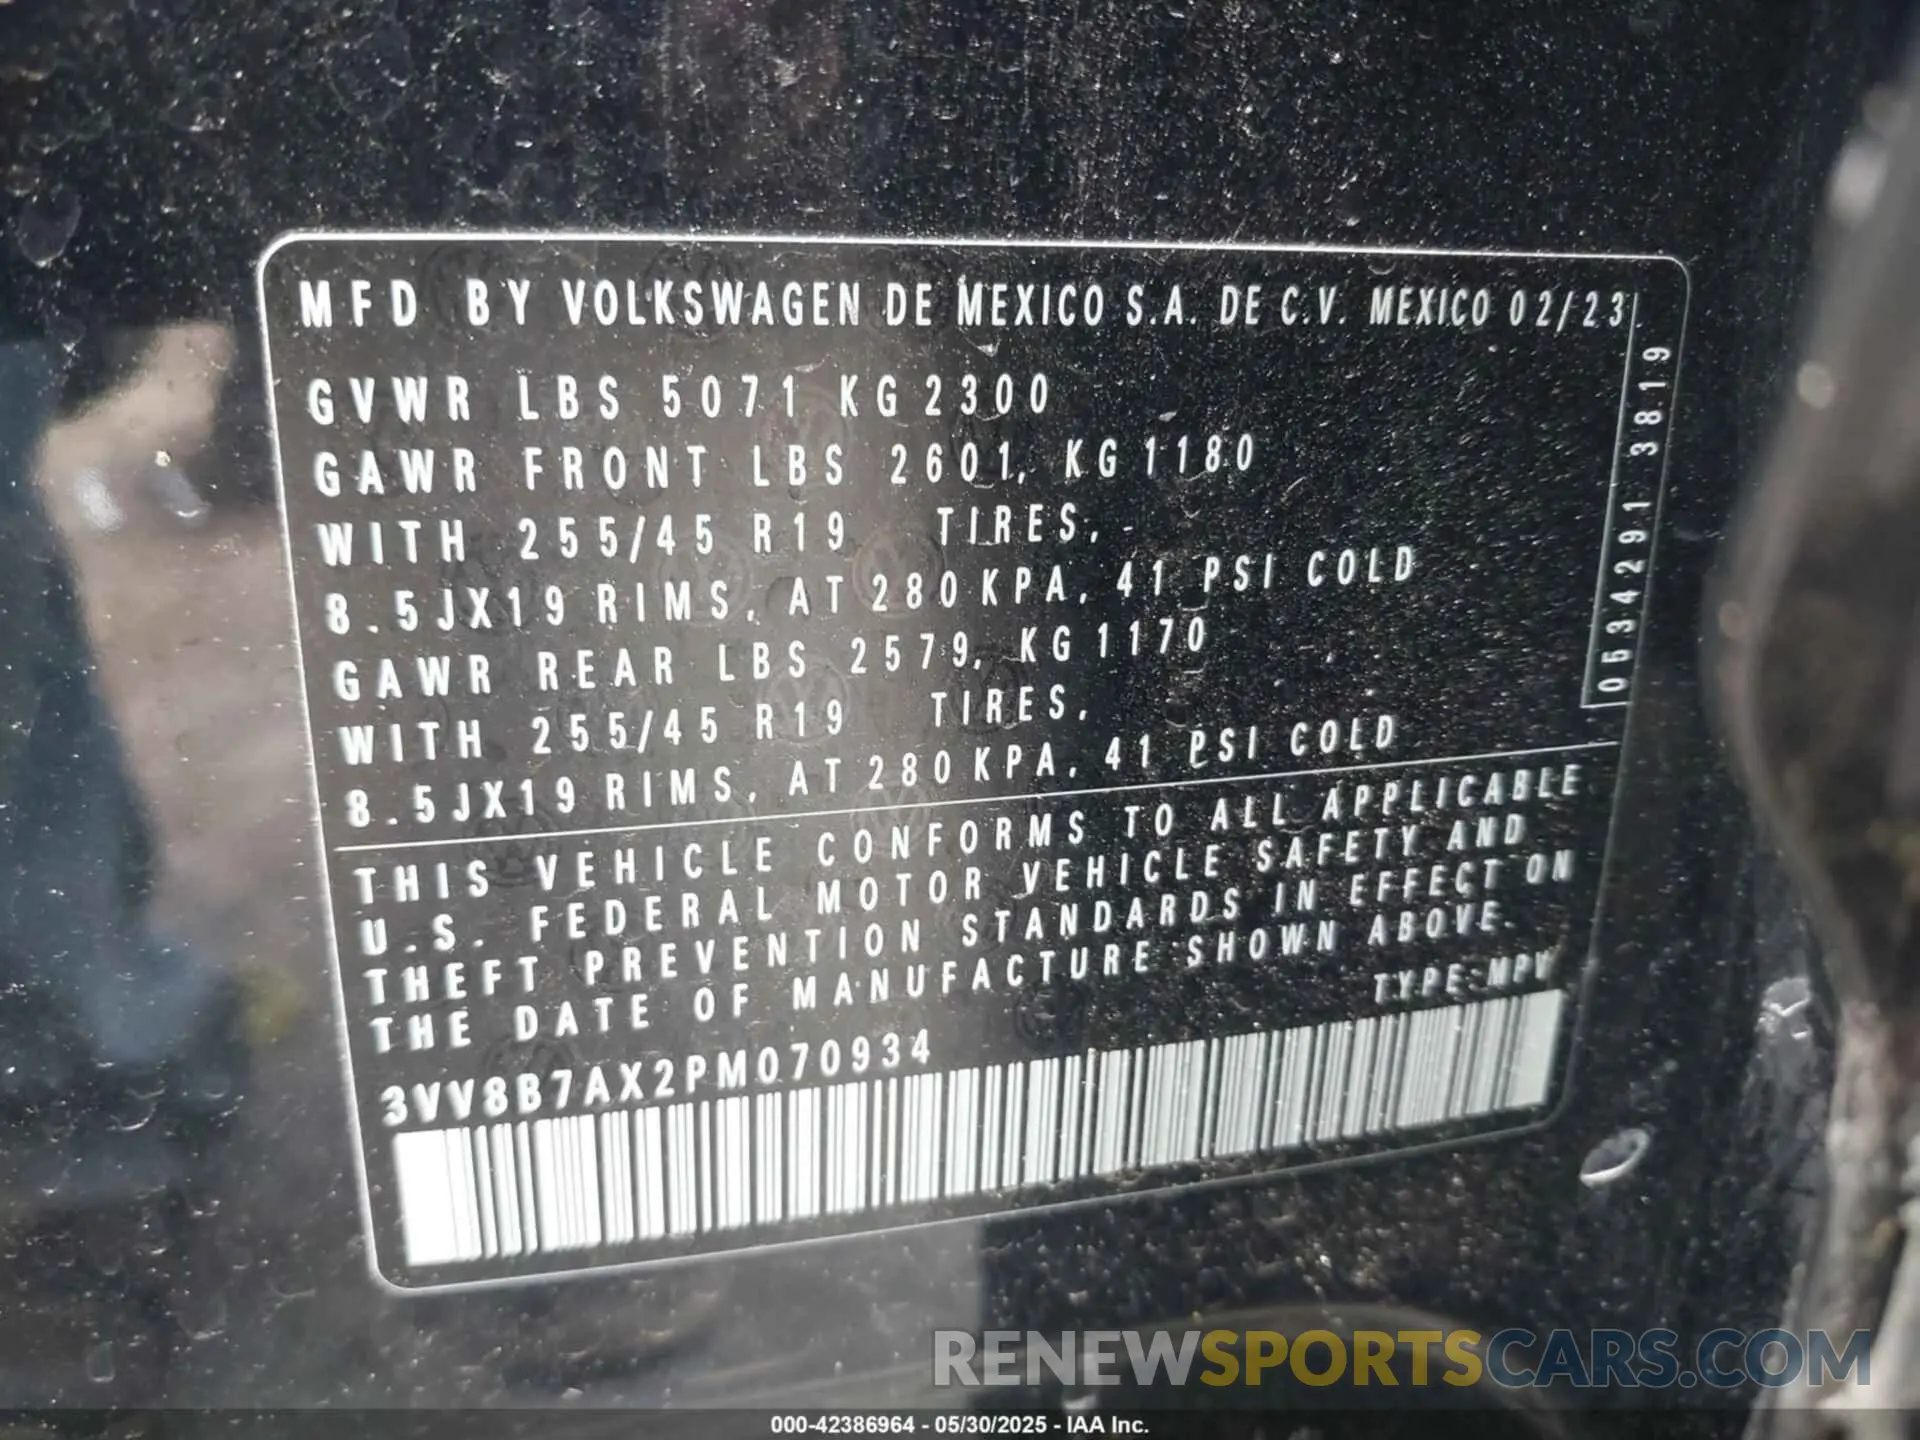 MFD BY VOLKSWAGEN DE MEXICO S.A. DE C.V. MEXICO 02/23
GVWR LBS 5071 KG 2300
GAWR FRONT LBS 2601, KG 1180
WITH 255/45 R19 TIRES,
8.5JX19 RIMS, AT 280 KPA, 41 PSI COLD
GAWR REAR LBS 2579, KG 1170
WITH 255/45 R19 TIRES,
8.5JX19 RIMS, AT 280 KPA, 41 PSI COLD
0534291 3819
THIS VEHICLE CONFORMS TO ALL APPLICABLE
U.S. FEDERAL MOTOR VEHICLE SAFETY AND
THEFT PREVENTION STANDARDS IN EFFECT ON
THE DATE OF MANUFACTURE SHOWN ABOVE.
TYPE:MPV
3VV8B7AX2PM070934
RENEWSPORTSCARS.COM
000-42386964 - 05/30/2025 - IAA Inc.